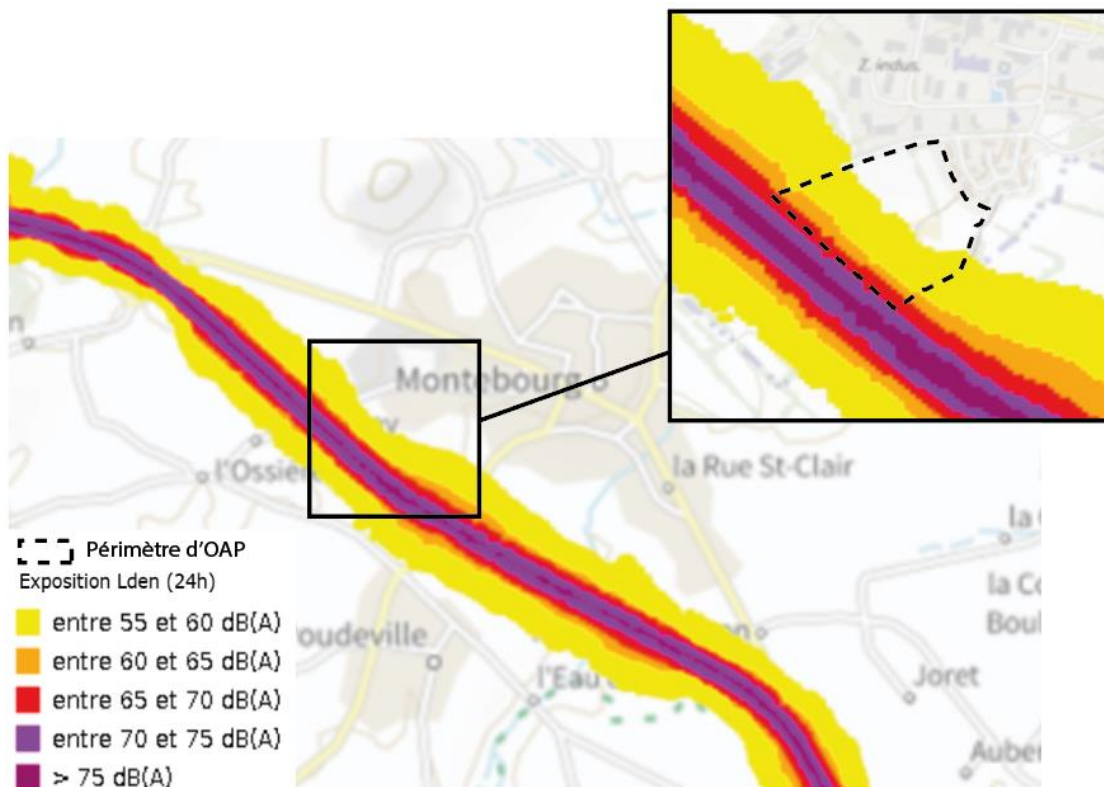 Z. indus.
Montebourg
l'Ossie
la Rue St-Clair
oudeville
l'Eau
la C
la Co
Boul
Joret
Auber
Périmètre d'OAP
Exposition Lden (24h)
entre 55 et 60 dB(A)
entre 60 et 65 dB(A)
entre 65 et 70 dB(A)
entre 70 et 75 dB(A)
> 75 dB(A)